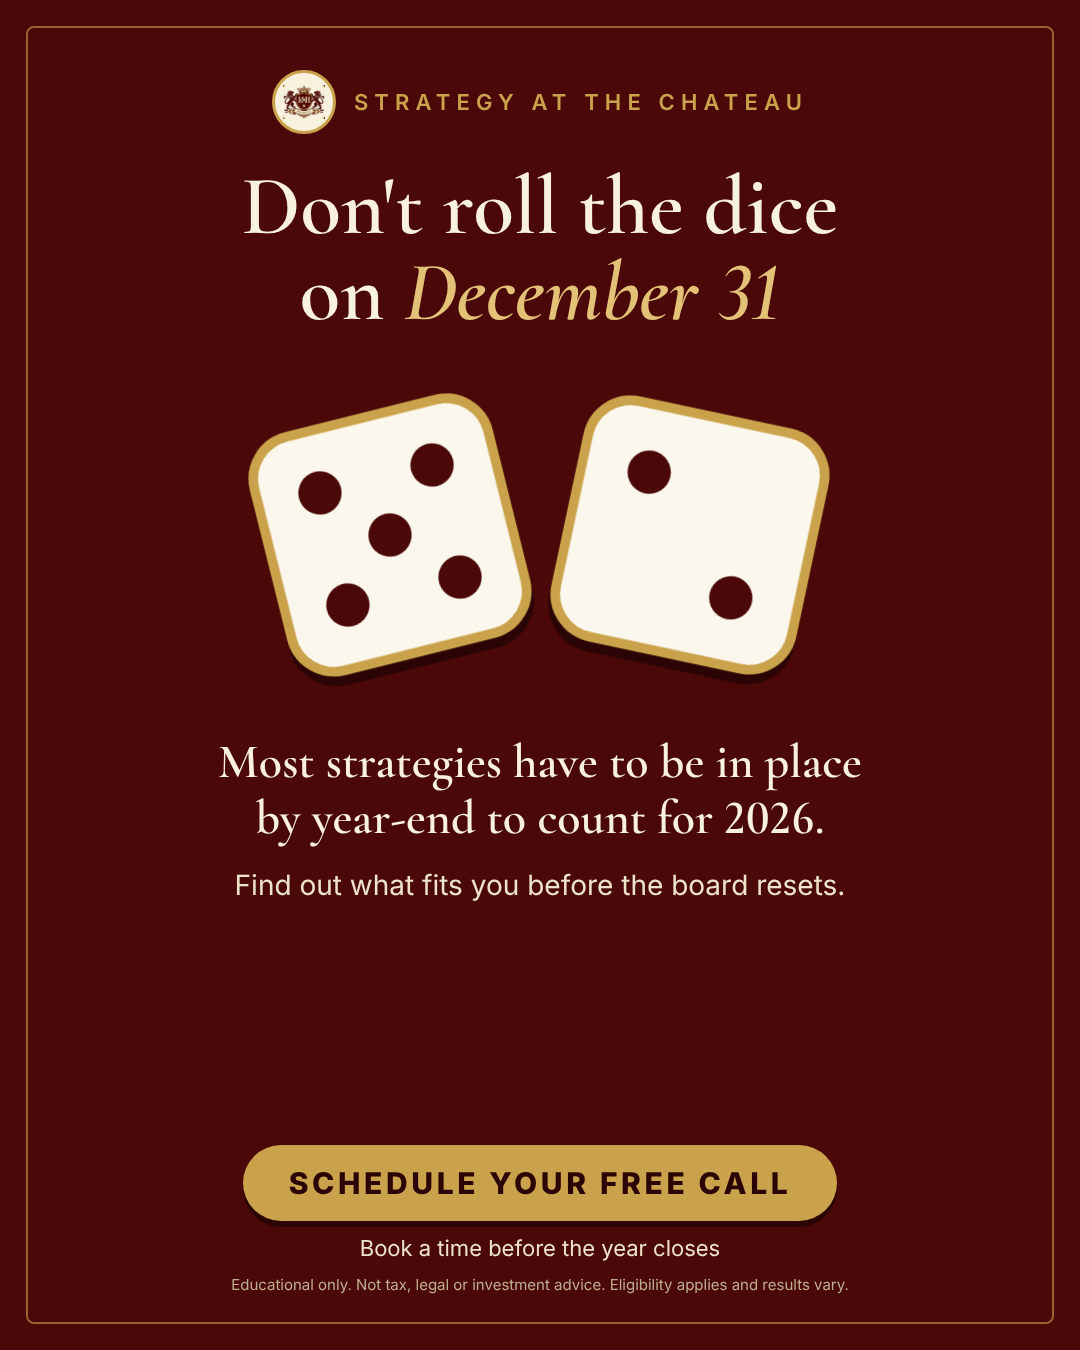 STRATEGY AT THE CHATEAU
Don't roll the dice
on December 31
Most strategies have to be in place
by year-end to count for 2026.
Find out what fits you before the board resets.
SCHEDULE YOUR FREE CALL
Book a time before the year closes
Educational only. Not tax, legal or investment advice. Eligibility applies and results vary.